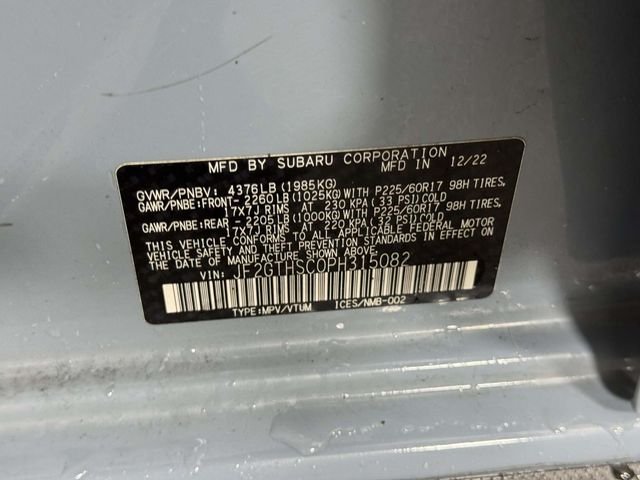 MFD BY SUBARU CORPORATION
MFD IN 12/22
GVWR/PNBV: 4376LB (1985KG)
GAWR/PNBE:FRONT- 2260LB(1025KG)WITH P225/60R17 98H TIRES,
17X7J RIMS AT 230 KPA (33 PSI)COLD
GAWR/PNBE:REAR - 2205LB(1000KG)WITH P225/60R17 98H TIRES,
17X7J RIMS AT 220 KPA (32 PSI)COLD
THIS VEHICLE CONFORMS TO ALL APPLICABLE FEDERAL MOTOR
VEHICLE SAFETY AND THEFT PREVENTION STANDARDS IN EFFECT ON
THE DATE OF MANUFACTURE SHOWN ABOVE.
VIN: JF2GTHSC0PH315082
TYPE:MPV/VTUM ICES/NMB-002